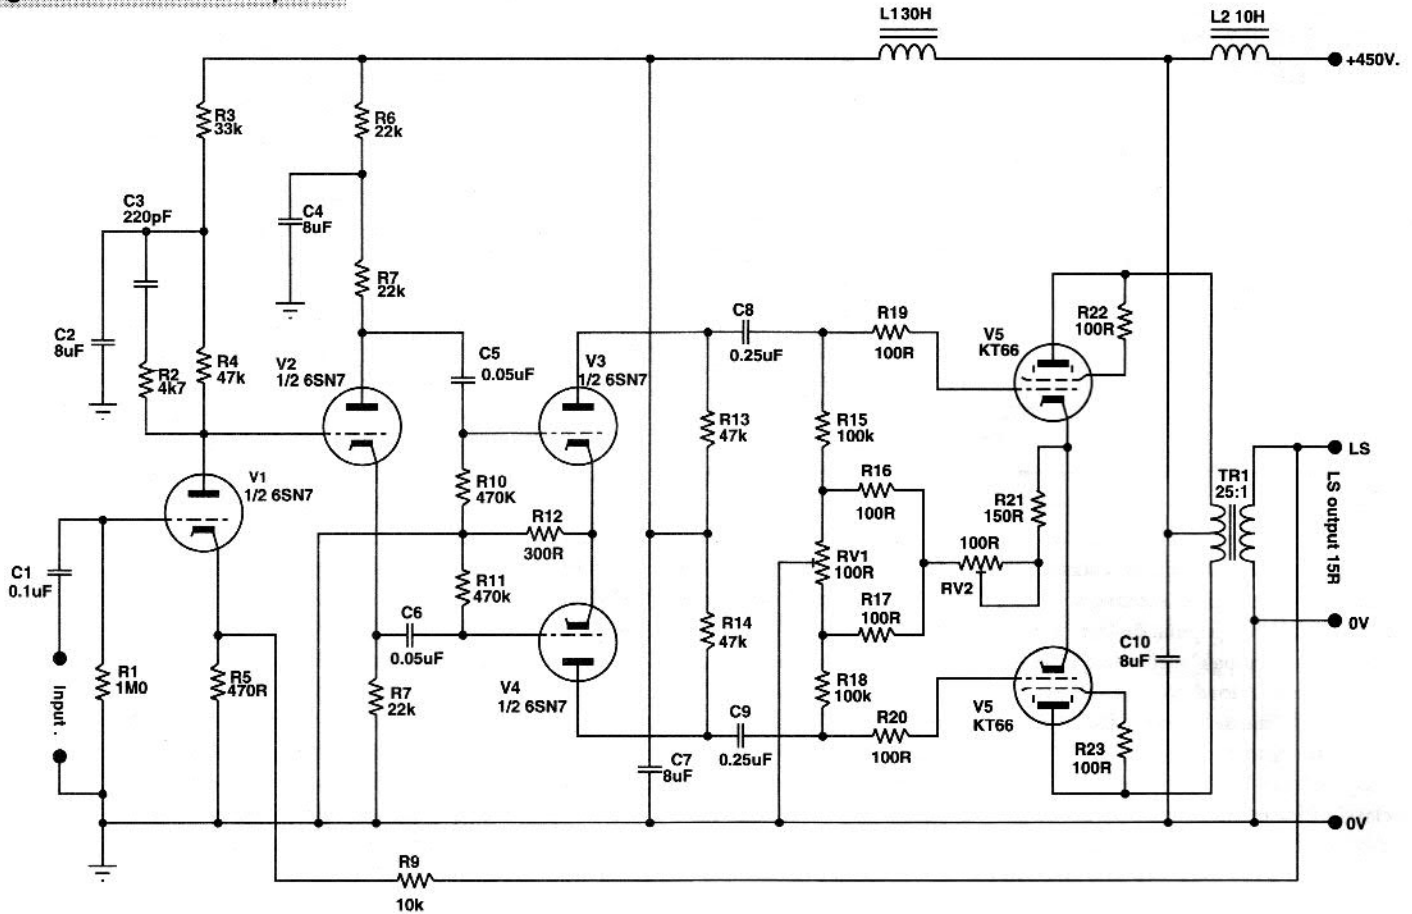 L130H
L2 10H
+450V.
R3
33k
R6
22k
C3
220pF
C4
8uF
R7
22k
C2
8uF
R2
4k7
R4
47k
V2
1/2 6SN7
C5
0.05uF
V3
1/2 6SN7
C8
0.25uF
R19
100R
V5
KT66
R22
100R
R13
47k
R15
100k
V1
1/2 6SN7
R10
470K
R16
100R
R21
150R
TR1
25:1
LS
LS output 15R
R12
300R
C1
0.1uF
R11
470k
RV1
100R
100R
RV2
R17
100R
C6
0.05uF
R14
47k
C10
8uF
0V
Input .
R1
1M0
R5
470R
R7
22k
V4
1/2 6SN7
R18
100k
C9
0.25uF
R20
100R
V5
KT66
R23
100R
C7
8uF
0V
R9
10k